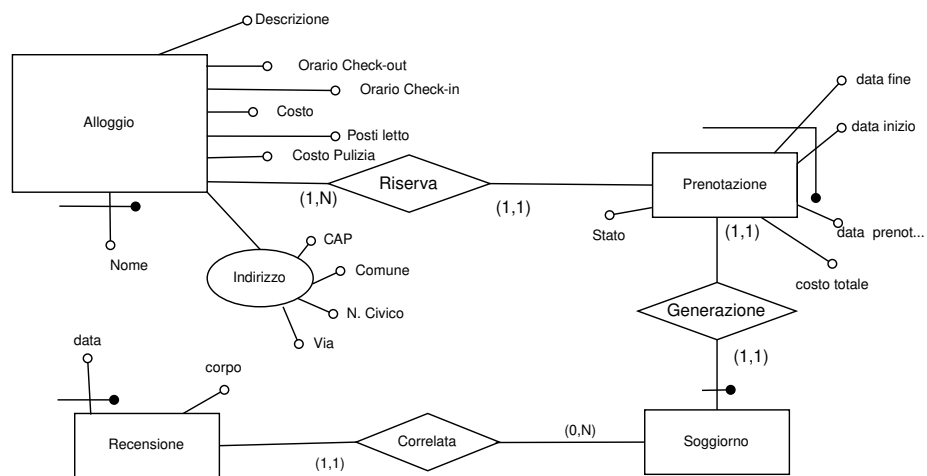 Descrizione
Orario Check-out
Orario Check-in
Alloggio
Costo
Posti letto
Costo Pulizia
Riserva
(1,N)
(1,1)
data fine
data inizio
Prenotazione
data prenot...
Stato
(1,1)
costo totale
Nome
Indirizzo
CAP
Comune
N. Civico
Via
Generazione
(1,1)
data
corpo
Recensione
(1,1)
Correlata
(0,N)
Soggiorno